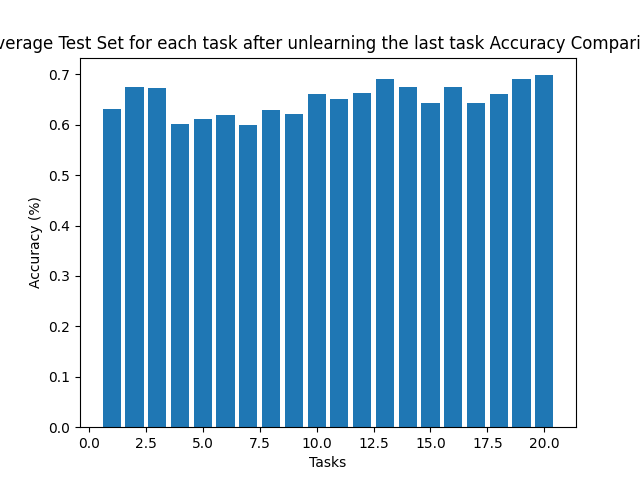 verage Test Set for each task after unlearning the last task Accuracy Compari
0.7
0.6
0.5
0.4
0.3
0.2
0.1
0.0
Accuracy (%)
0.0 2.5 5.0 7.5 10.0 12.5 15.0 17.5 20.0
Tasks